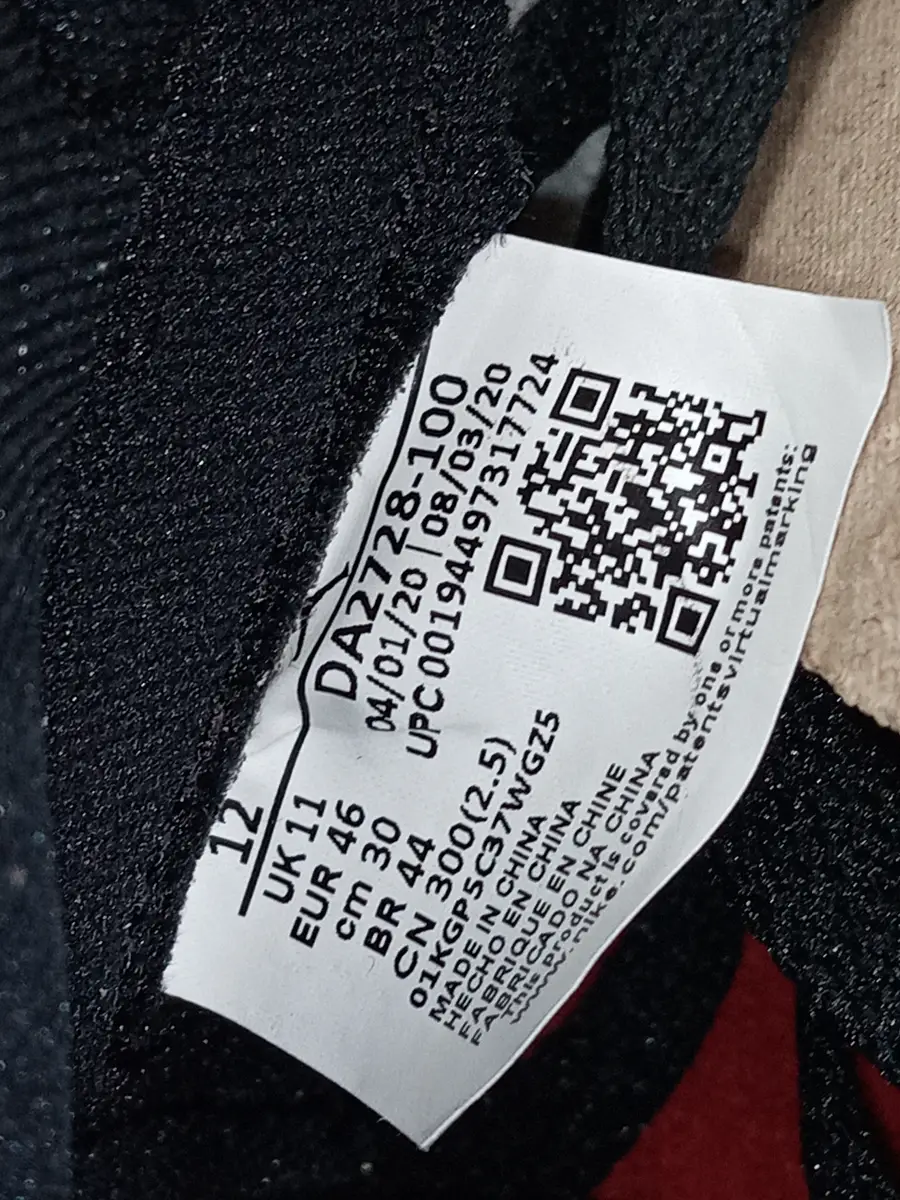 12
UK 11
EUR 46
cm 30
BR 44
CN 300(2.5)
01KGP5C37WGZ5
MADE IN CHINA
HECHO EN CHINA
FABRIQUE EN CHINE
FABRICADO NA CHINA
This product is covered by one or more patents:
www.nike.com/patentsvirtualmarking
DA2728-100
04/01/20 | 08/03/20
UPC 00194497317724